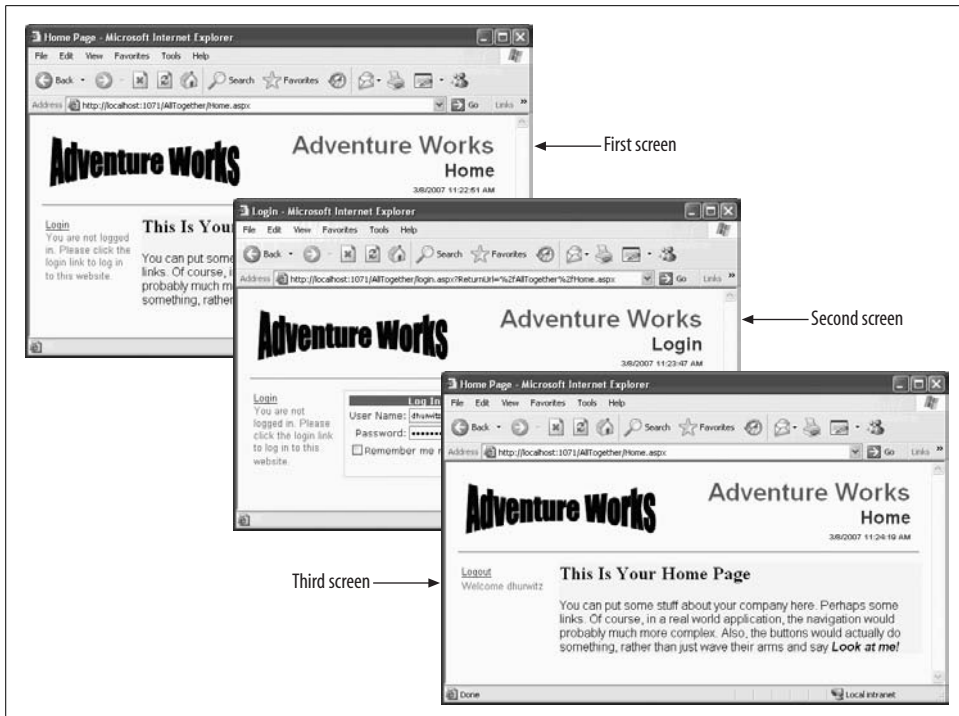 Home Page - Microsoft Internet Explorer
File Edit View Favorites Tools Help
Back Search Favorites
Address http://localhost:1071/AllTogether/Home.aspx Go Links »
Adventure Works
Adventure Works
Home
3/8/2007 11:22:51 AM
First screen
Login
You are not logged
in. Please click the
login link to log in
to this website.
This Is Your
You can put some
links. Of course, i
probably much m
something, rather
Login - Microsoft Internet Explorer
File Edit View Favorites Tools Help
Back Search Favorites
Address http://localhost:1071/AllTogether/login.aspx?ReturnUrl=%2fAllTogether%2fHome.aspx Go Links »
Adventure Works
Adventure Works
Login
3/8/2007 11:23:47 AM
Second screen
Login
You are not
logged in. Please
click the login link
to log in to this
website.
Log In
User Name: dhurwitz
Password: ••••••••
Remember me n
Home Page - Microsoft Internet Explorer
File Edit View Favorites Tools Help
Back Search Favorites
Address http://localhost:1071/AllTogether/Home.aspx Go Links »
Adventure Works
Adventure Works
Home
3/8/2007 11:24:19 AM
Third screen
Logout
Welcome dhurwitz
This Is Your Home Page
You can put some stuff about your company here. Perhaps some
links. Of course, in a real world application, the navigation would
probably much more complex. Also, the buttons would actually do
something, rather than just wave their arms and say Look at me!
Done Local intranet